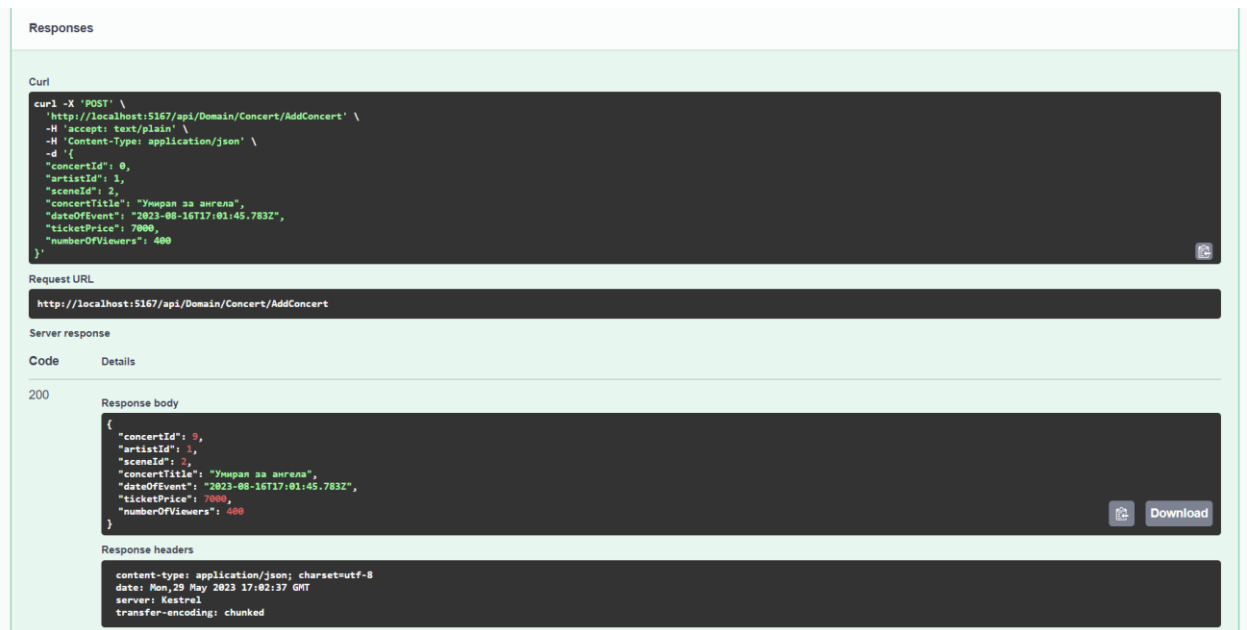 Responses
Curl
curl -X 'POST' \
'http://localhost:5167/api/Domain/Concert/AddConcert' \
-H 'accept: text/plain' \
-H 'Content-Type: application/json' \
-d '{
"concertId": 0,
"artistId": 1,
"sceneId": 2,
"concertTitle": "Умирал за ангела",
"dateOfEvent": "2023-08-16T17:01:45.783Z",
"ticketPrice": 7000,
"numberOfViewers": 400
}'
Request URL
http://localhost:5167/api/Domain/Concert/AddConcert
Server response
Code Details
200
Response body
{
"concertId": 9,
"artistId": 1,
"sceneId": 2,
"concertTitle": "Умирал за ангела",
"dateOfEvent": "2023-08-16T17:01:45.783Z",
"ticketPrice": 7000,
"numberOfViewers": 400
}
Download
Response headers
content-type: application/json; charset=utf-8
date: Mon,29 May 2023 17:02:37 GMT
server: Kestrel
transfer-encoding: chunked